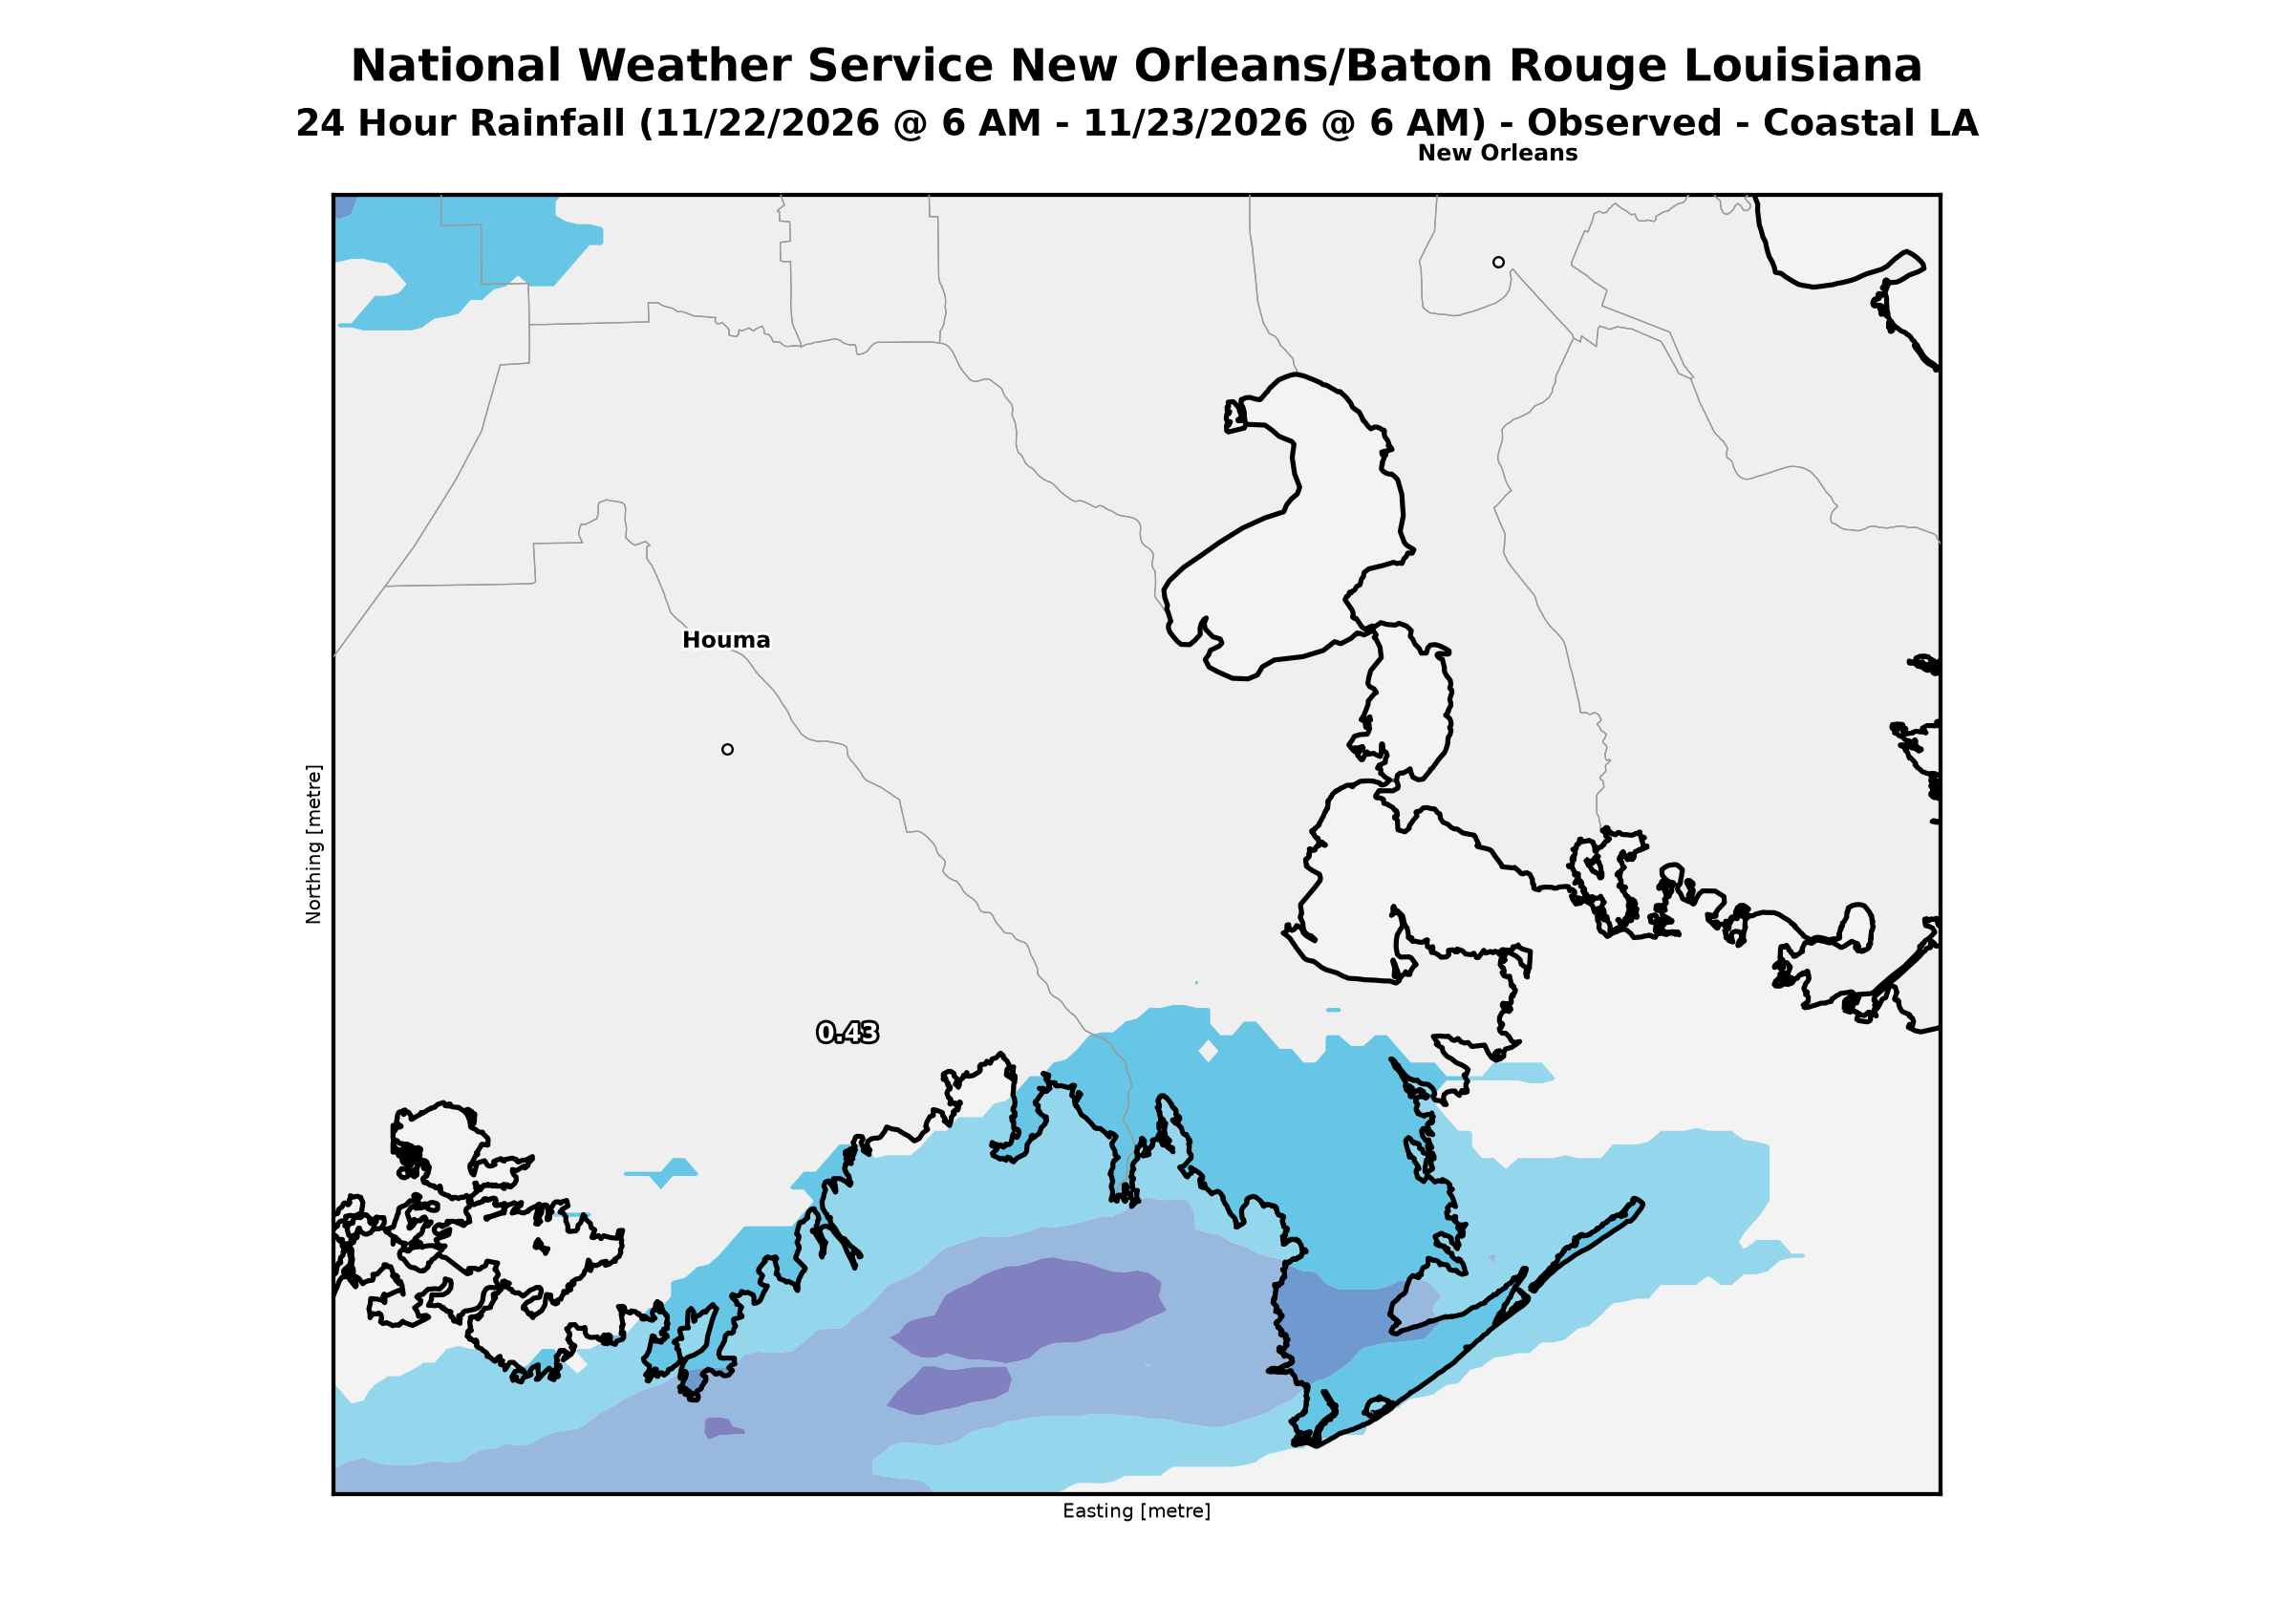 National Weather Service New Orleans/Baton Rouge Louisiana
24 Hour Rainfall (11/22/2026 @ 6 AM - 11/23/2026 @ 6 AM) - Observed - Coastal LA
New Orleans
Houma
Northing [metre]
0.43
Easting [metre]